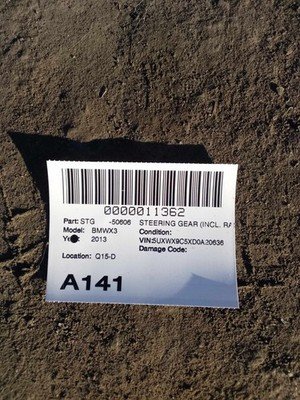 0000011362
Part: STG -50606 STEERING GEAR (INCL. RA
Model: BMWX3 Condition:
Year: 2013 VIN:5UXWX9C5XD0A20636
Damage Code:
Location: Q15-D
A141